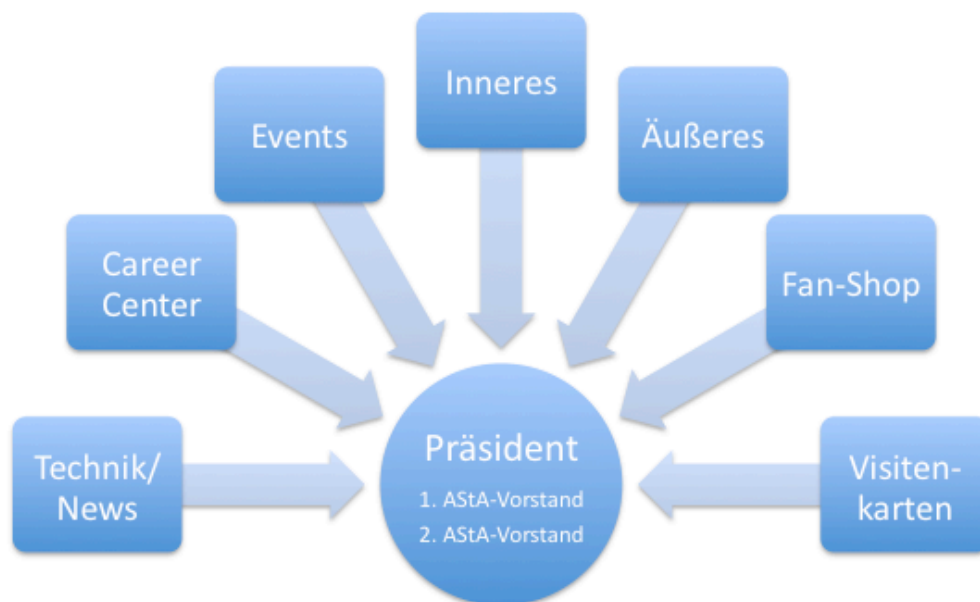 Inneres
Events
Äußeres
Career
Center
Fan-Shop
Präsident
1. AStA-Vorstand
2. AStA-Vorstand
Technik/
News
Visiten-
karten